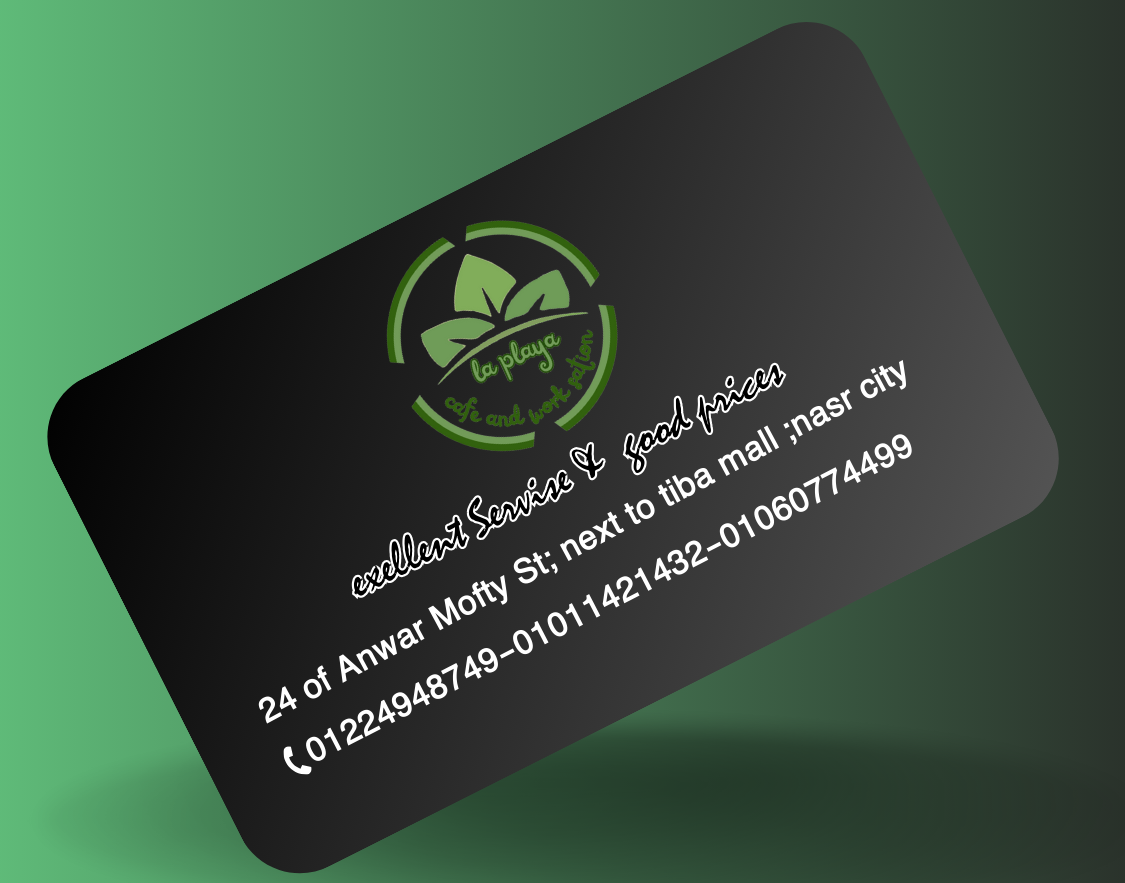 la playa
cafe and work sation
exellent Servise & good prices
24 of Anwar Mofty St; next to tiba mall ;nasr city
01224948749-01011421432-01060774499